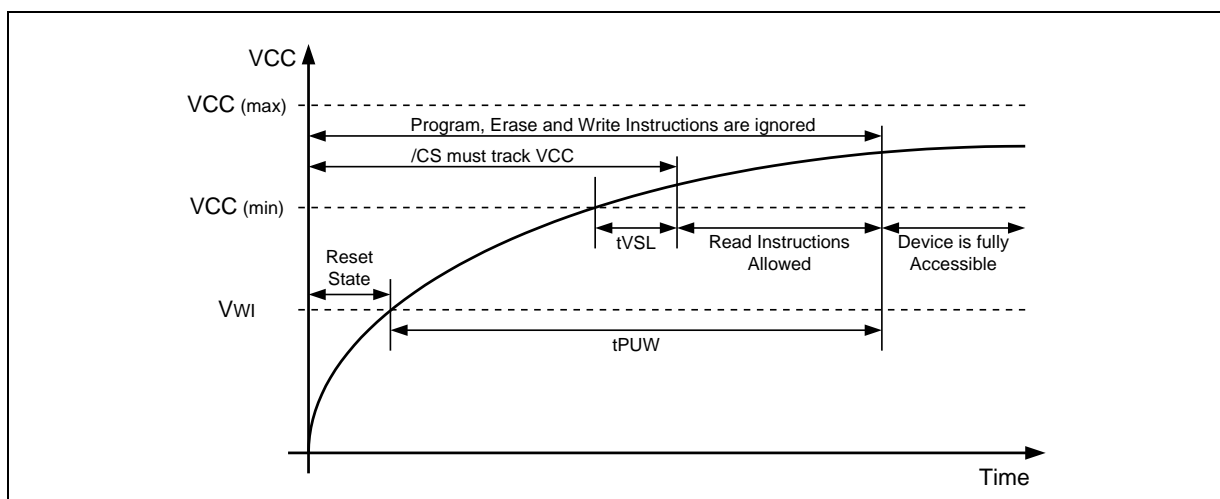 VCC
VCC (max)
Program, Erase and Write Instructions are ignored
/CS must track VCC
VCC (min)
tVSL
Read Instructions
Allowed
Device is fully
Accessible
Reset
State
VWI
tPUW
Time